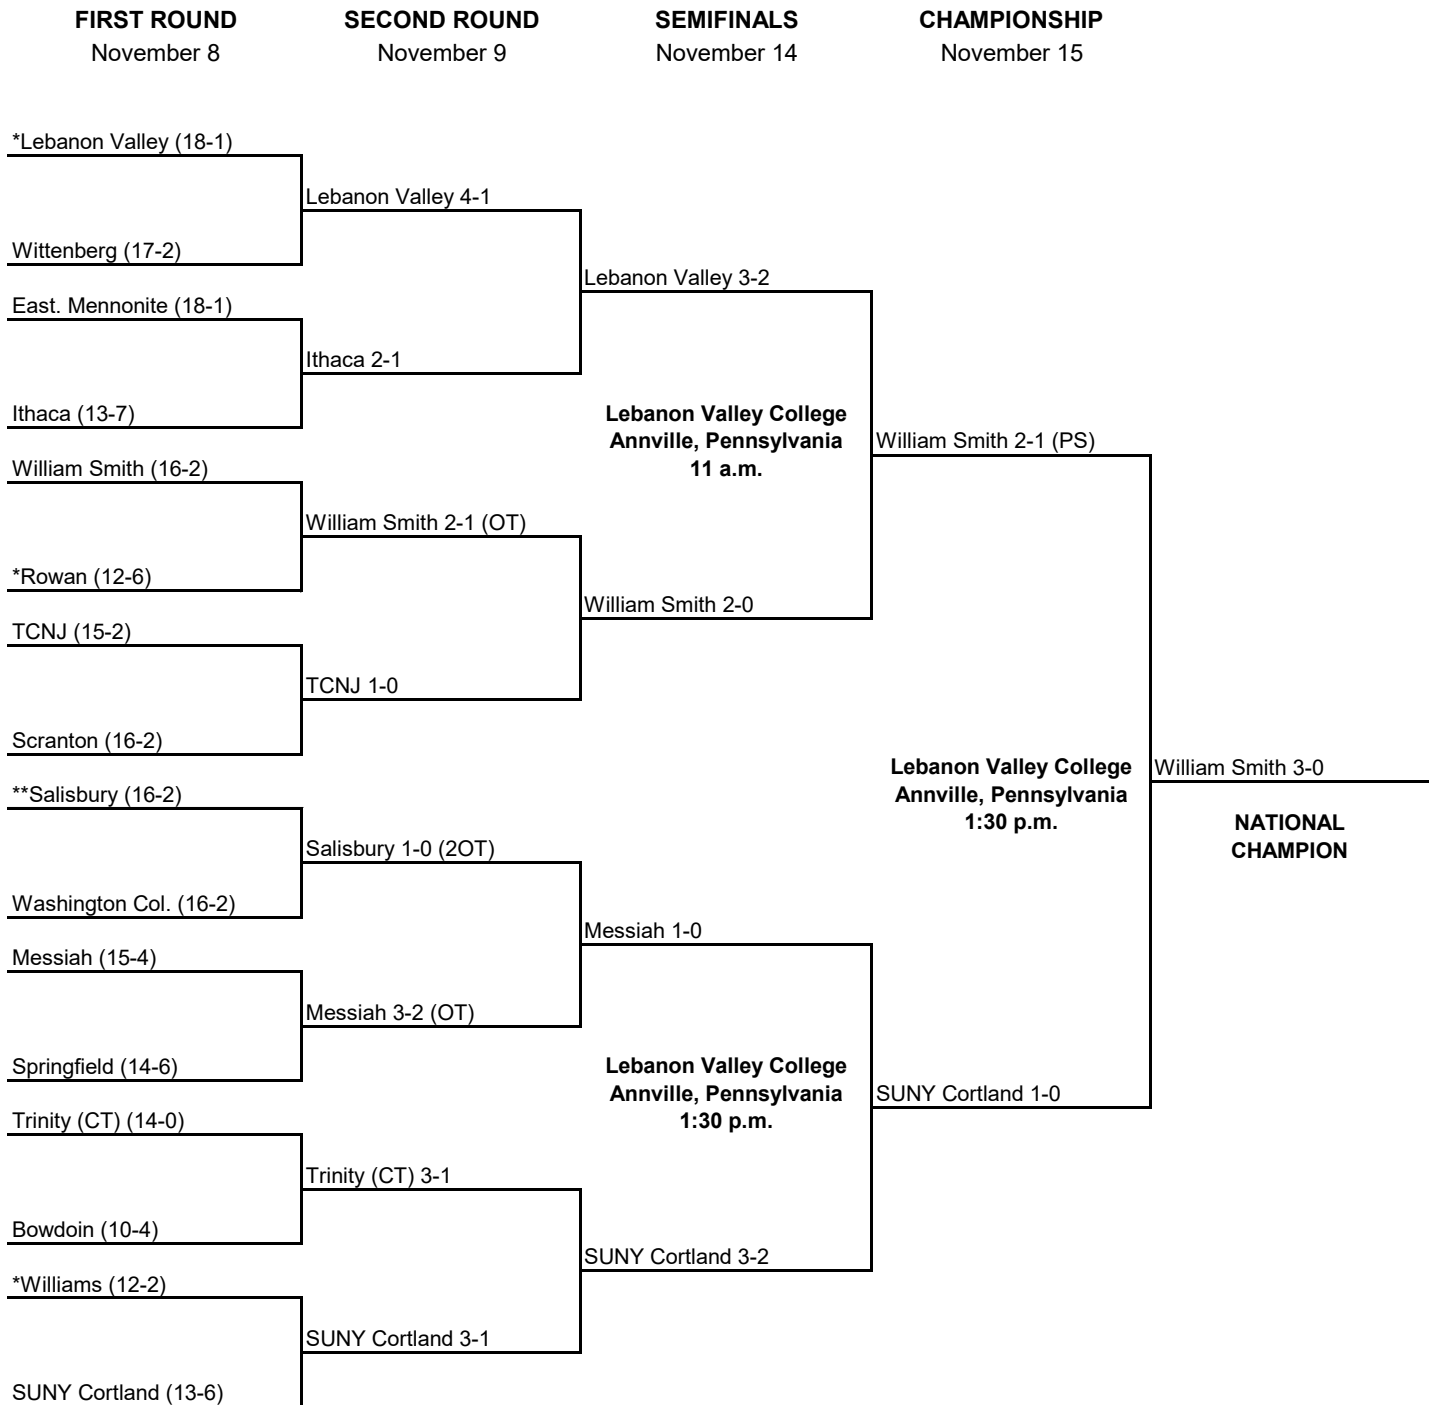 FIRST ROUND
November 8
SECOND ROUND
November 9
SEMIFINALS
November 14
CHAMPIONSHIP
November 15
*Lebanon Valley (18-1)
Wittenberg (17-2)
East. Mennonite (18-1)
Ithaca (13-7)
William Smith (16-2)
*Rowan (12-6)
TCNJ (15-2)
Scranton (16-2)
**Salisbury (16-2)
Washington Col. (16-2)
Messiah (15-4)
Springfield (14-6)
Trinity (CT) (14-0)
Bowdoin (10-4)
*Williams (12-2)
SUNY Cortland (13-6)
Lebanon Valley 4-1
Ithaca 2-1
William Smith 2-1 (OT)
TCNJ 1-0
Salisbury 1-0 (2OT)
Messiah 3-2 (OT)
Trinity (CT) 3-1
SUNY Cortland 3-1
Lebanon Valley 3-2
Lebanon Valley College
Annville, Pennsylvania
11 a.m.
William Smith 2-0
Messiah 1-0
Lebanon Valley College
Annville, Pennsylvania
1:30 p.m.
SUNY Cortland 3-2
William Smith 2-1 (PS)
Lebanon Valley College
Annville, Pennsylvania
1:30 p.m.
SUNY Cortland 1-0
William Smith 3-0
NATIONAL
CHAMPION